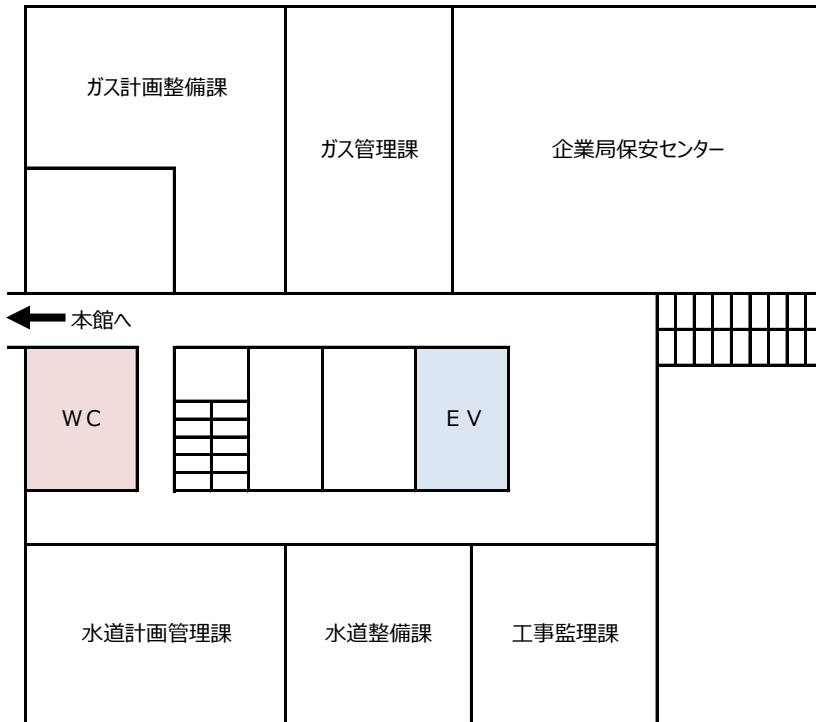 ガス計画整備課
ガス管理課
企業局保安センター
本館へ
ＷＣ
ＥＶ
水道計画管理課
水道整備課
工事監理課